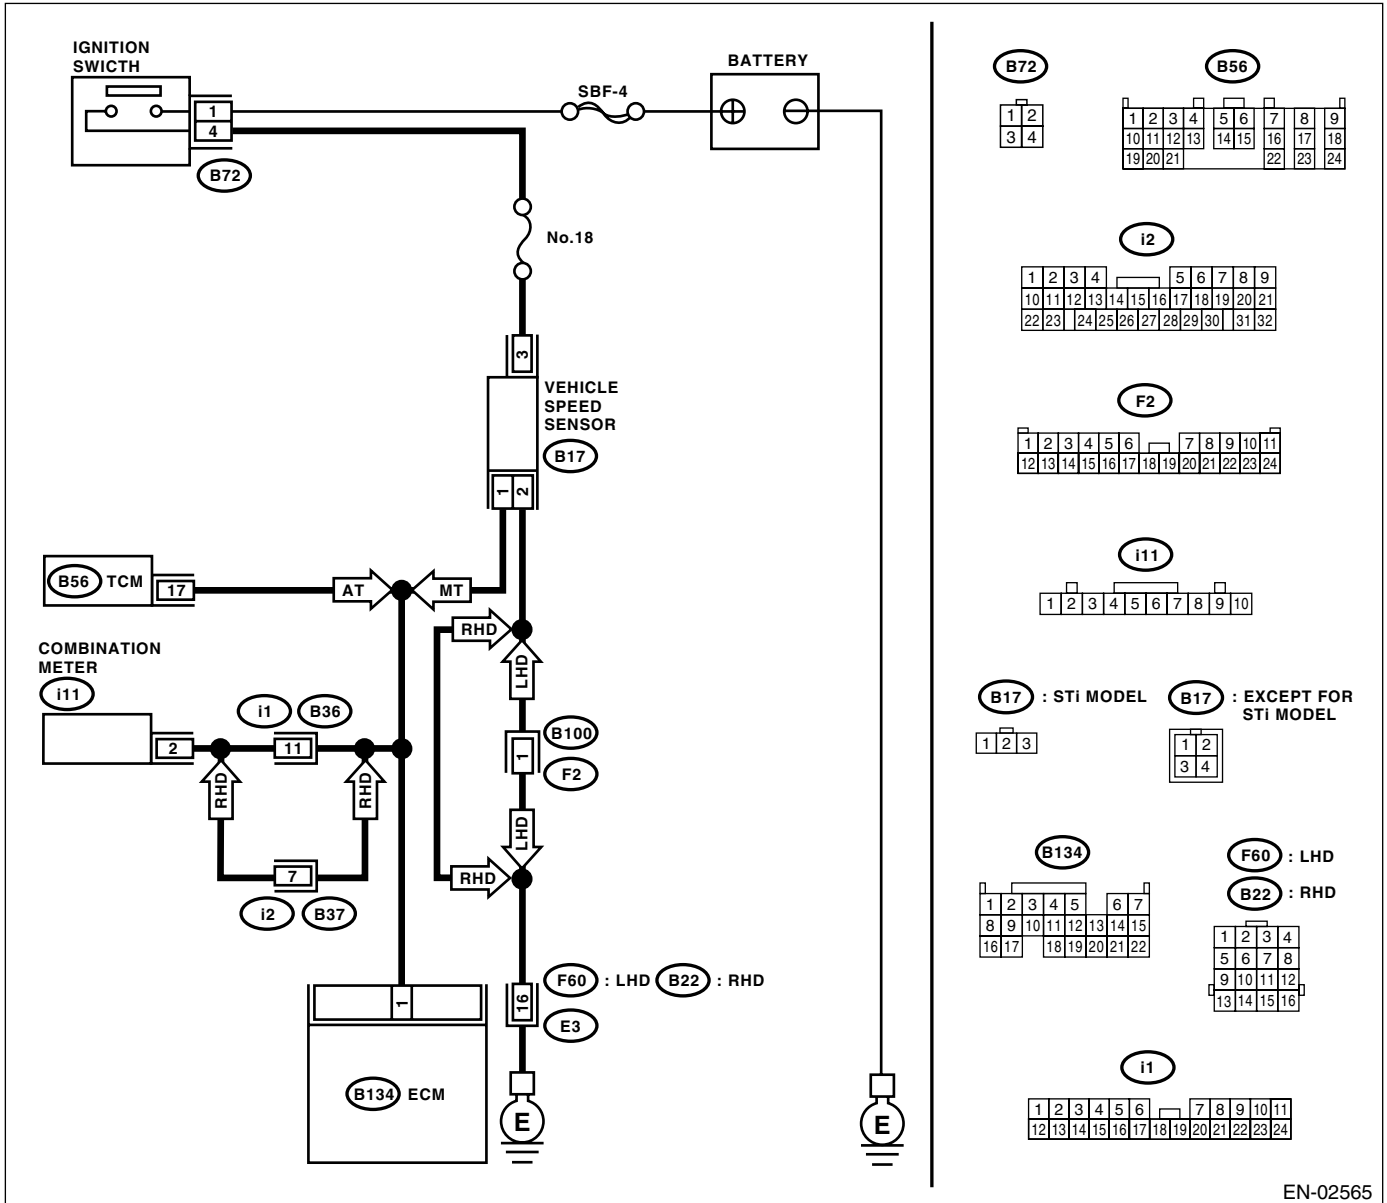 IGNITION
SWICTH
1
4
B72
SBF-4
BATTERY
No.18
3
VEHICLE
SPEED
SENSOR
B17
1 2
B56 TCM
17
AT
MT
RHD
LHD
COMBINATION
METER
i11
2
i1 B36
11
RHD
RHD
7
i2 B37
B100
1
F2
LHD
RHD
F60 : LHD B22 : RHD
16
E3
1
B134 ECM
E
E
B72
1 2
3 4
B56
1 2 3 4 5 6 7 8 9
10 11 12 13 14 15 16 17 18
19 20 21 22 23 24
i2
1 2 3 4 5 6 7 8 9
10 11 12 13 14 15 16 17 18 19 20 21
22 23 24 25 26 27 28 29 30 31 32
F2
1 2 3 4 5 6 7 8 9 10 11
12 13 14 15 16 17 18 19 20 21 22 23 24
i11
1 2 3 4 5 6 7 8 9 10
B17 : STi MODEL
1 2 3
B17 : EXCEPT FOR
STi MODEL
1 2
3 4
B134
1 2 3 4 5 6 7
8 9 10 11 12 13 14 15
16 17 18 19 20 21 22
F60 : LHD
B22 : RHD
1 2 3 4
5 6 7 8
9 10 11 12
13 14 15 16
i1
1 2 3 4 5 6 7 8 9 10 11
12 13 14 15 16 17 18 19 20 21 22 23 24
EN-02565